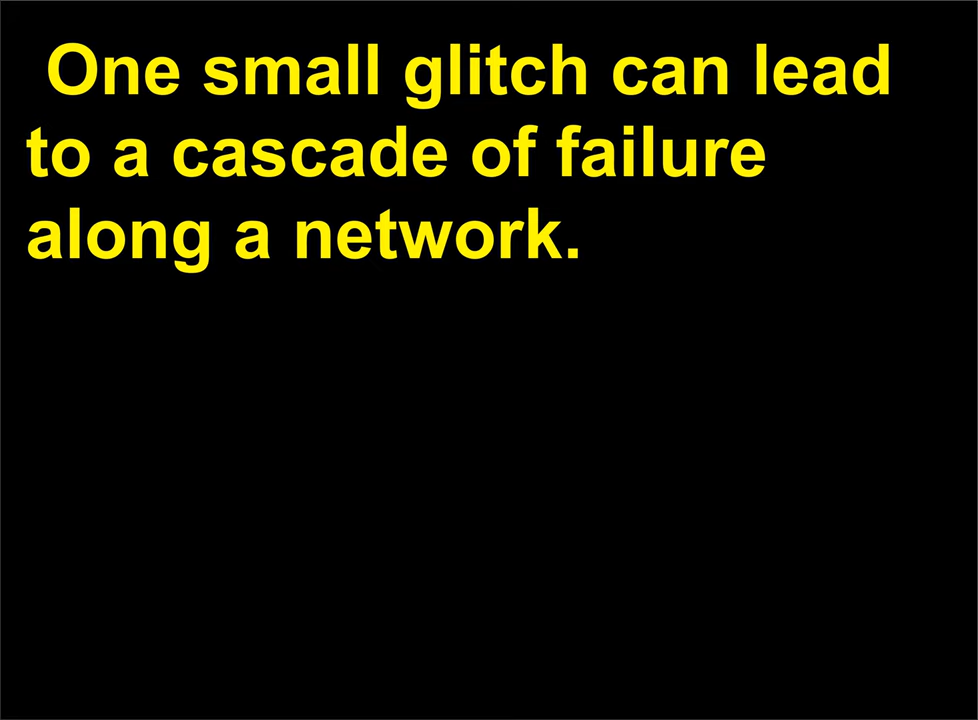 One small glitch can lead
to a cascade of failure
along a network.